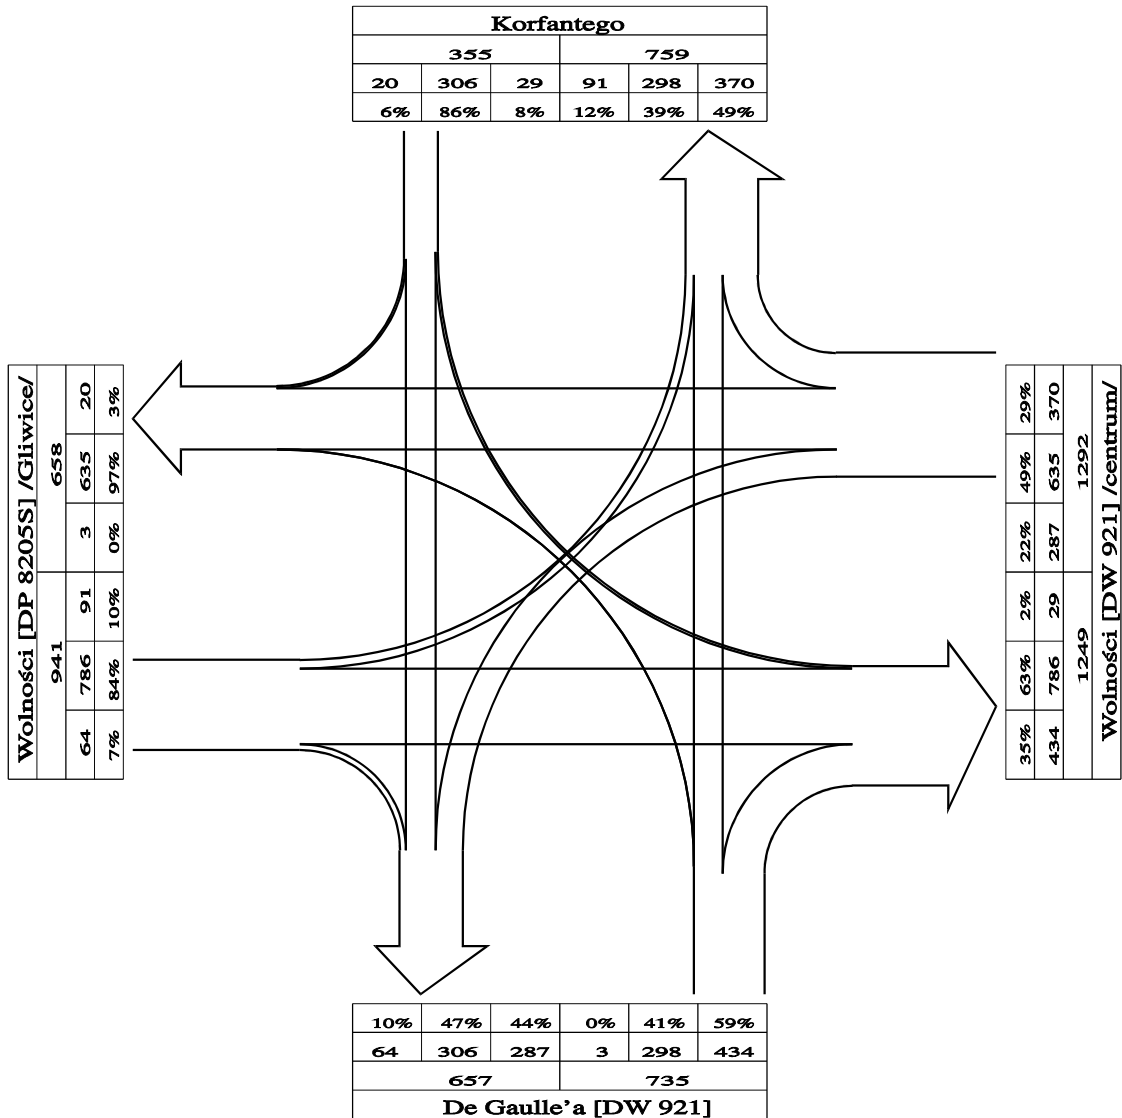 Korfantego
355 759
20 306 29 91 298 370
6% 86% 8% 12% 39% 49%
Wolności [DP 8205S] /Gliwice/
941 658
64 786 91 3 635 20
7% 84% 10% 0% 97% 3%
35% 63% 2% 22% 49% 29%
434 786 29 287 635 370
1249 1292
Wolności [DW 921] /centrum/
10% 47% 44% 0% 41% 59%
64 306 287 3 298 434
657 735
De Gaulle’a [DW 921]